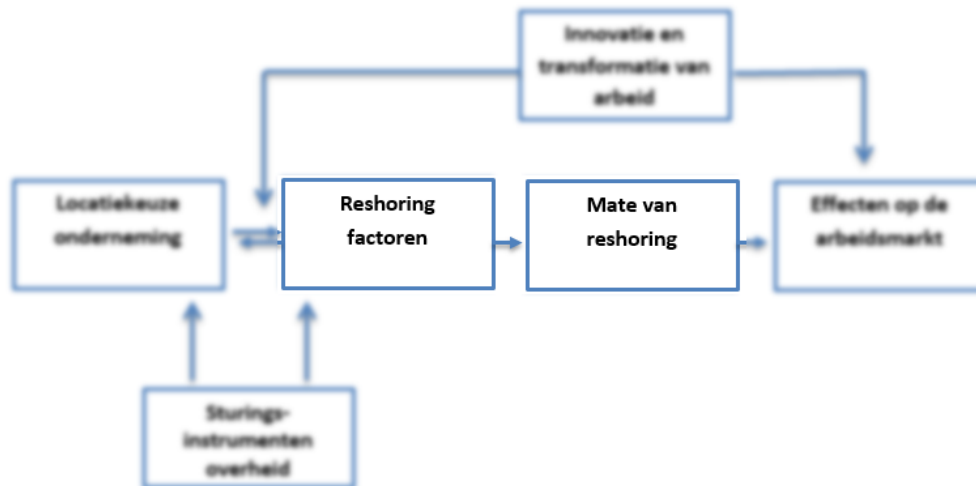 Innovatie en
transformatie van
arbeid
Locatiekeuze
onderneming
Reshoring
factoren
Mate van
reshoring
Effecten op de
arbeidsmarkt
Sturings-
instrumenten
overheid